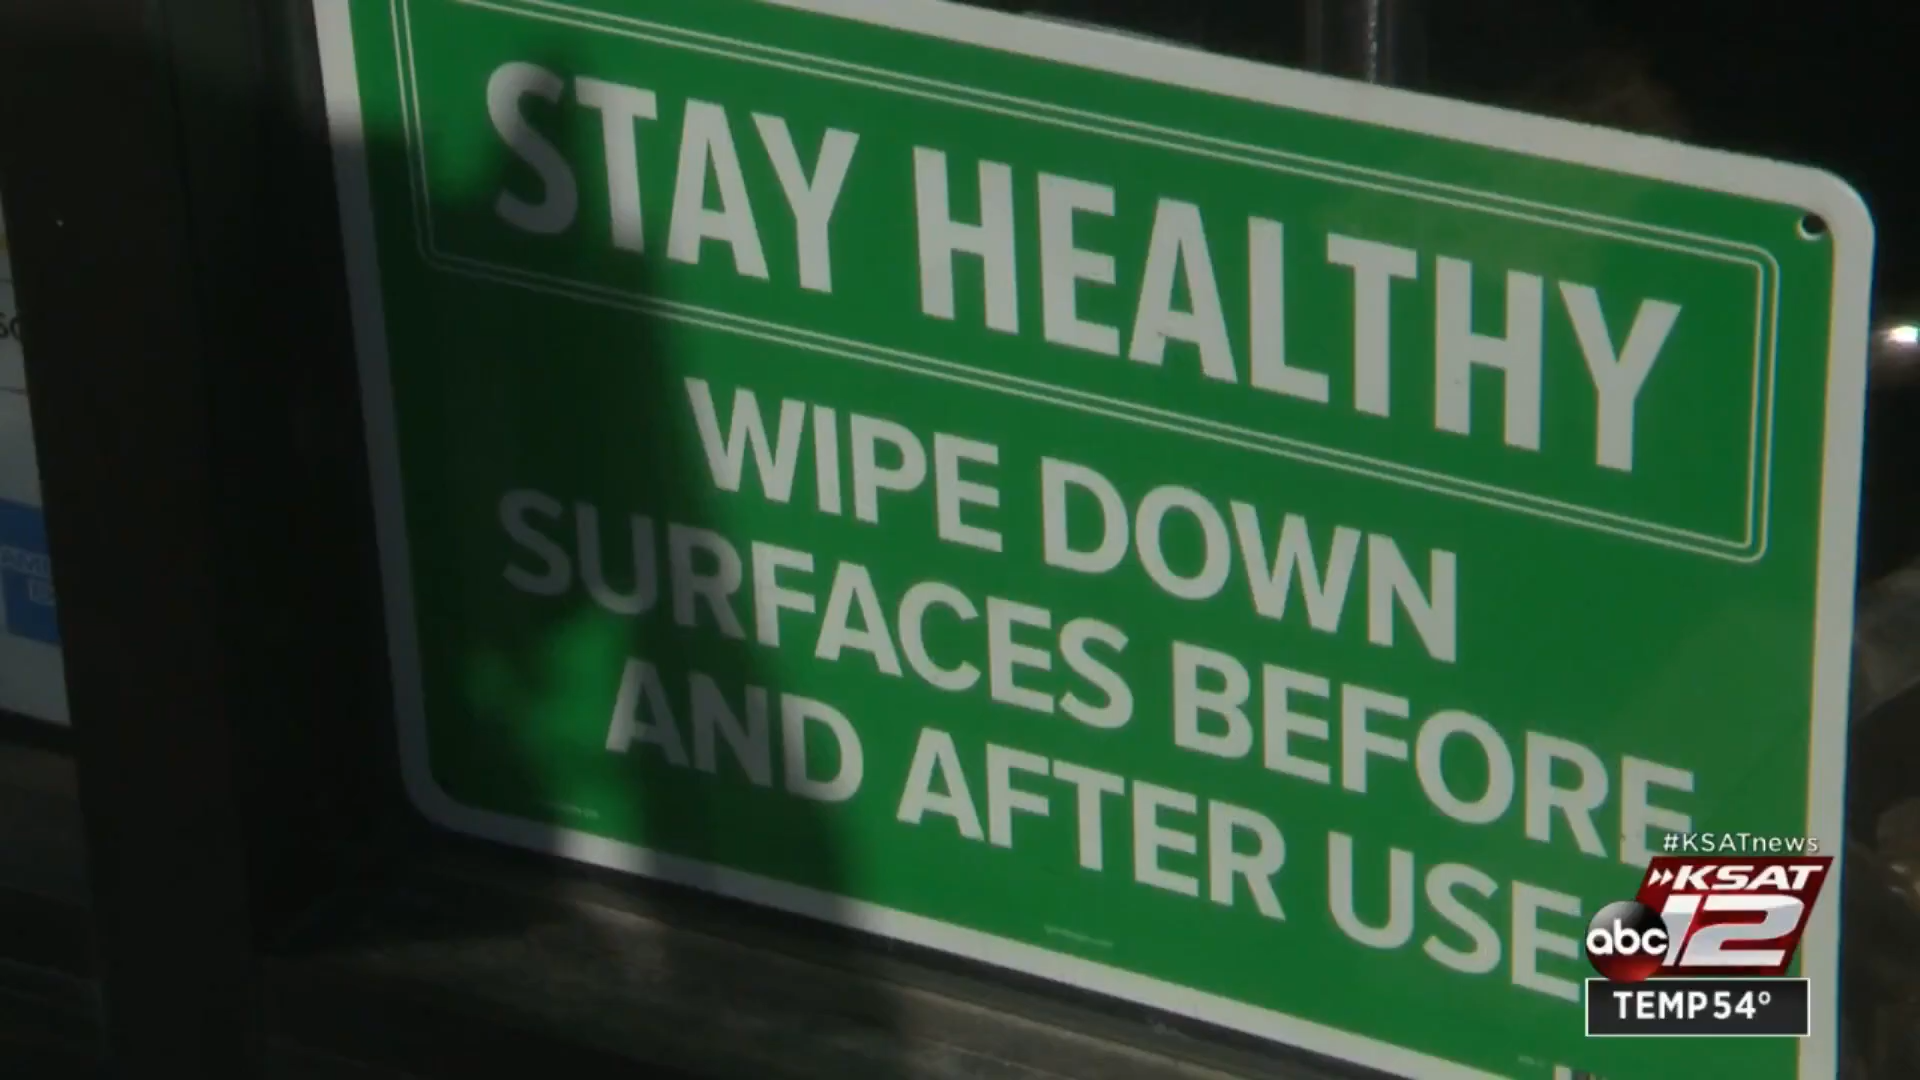 STAY HEALTHY
WIPE DOWN
SURFACES BEFORE
AND AFTER USE
#KSATnews
KSAT
abc 12
TEMP 54°